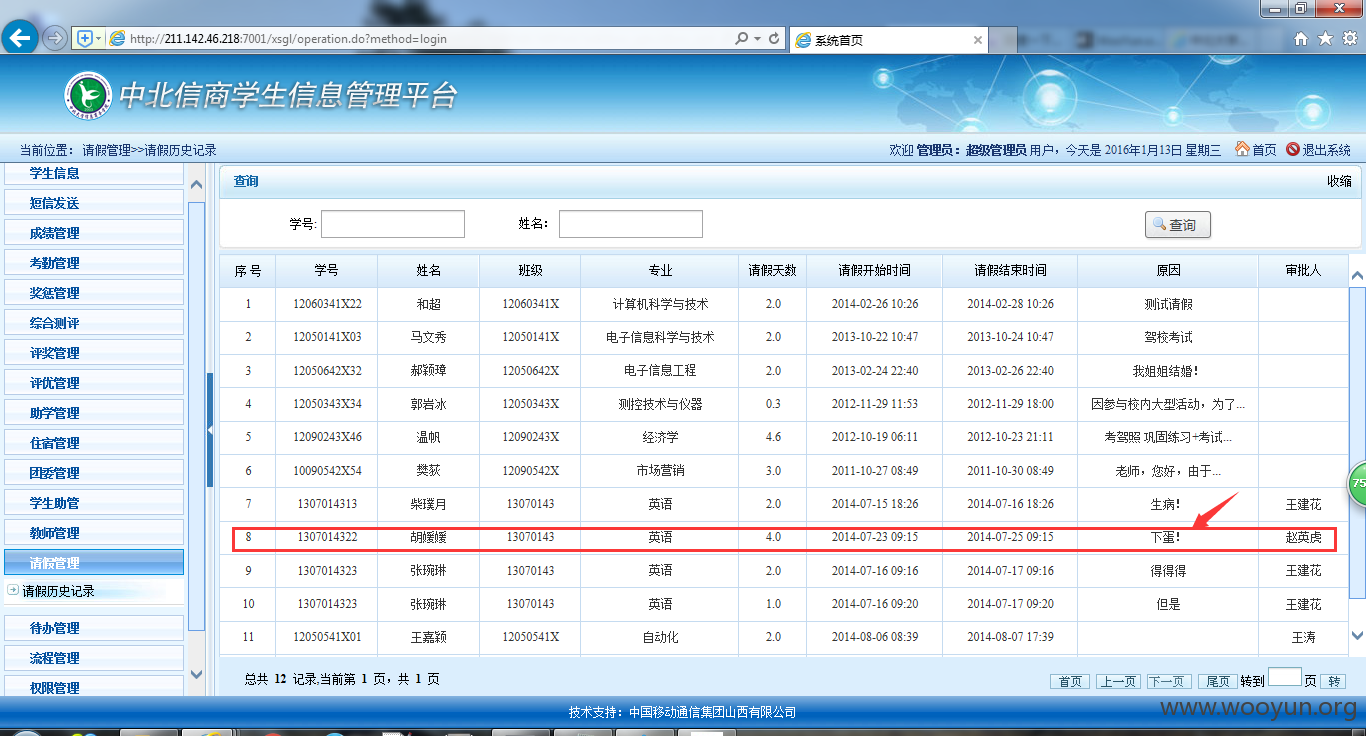 http://211.142.46.218:7001/xsgl/operation.do?method=login
系统首页
中北信商学生信息管理平台
当前位置： 请假管理>>请假历史记录
欢迎 管理员：超级管理员 用户，今天是 2016年1月13日 星期三 首页 退出系统
学生信息
短信发送
成绩管理
考勤管理
奖惩管理
综合测评
评奖管理
评优管理
助学管理
住宿管理
团委管理
学生助管
教师管理
请假管理
请假历史记录
待办管理
流程管理
权限管理
查询 收缩
学号: 姓名： 查询
序号 学号 姓名 班级 专业 请假天数 请假开始时间 请假结束时间 原因 审批人
1 12060341X22 和超 12060341X 计算机科学与技术 2.0 2014-02-26 10:26 2014-02-28 10:26 测试请假
2 12050141X03 马文秀 12050141X 电子信息科学与技术 2.0 2013-10-22 10:47 2013-10-24 10:47 驾校考试
3 12050642X32 郝颖璋 12050642X 电子信息工程 2.0 2013-02-24 22:40 2013-02-26 22:40 我姐姐结婚！
4 12050343X34 郭岩冰 12050343X 测控技术与仪器 0.3 2012-11-29 11:53 2012-11-29 18:00 因参与校内大型活动，为了...
5 12090243X46 温帆 12090243X 经济学 4.6 2012-10-19 06:11 2012-10-23 21:11 考驾照 巩固练习+考试...
6 10090542X54 樊荻 12090542X 市场营销 3.0 2011-10-27 08:49 2011-10-30 08:49 老师，您好，由于...
7 1307014313 柴璞月 13070143 英语 2.0 2014-07-15 18:26 2014-07-16 18:26 生病！ 王建花
8 1307014322 胡媛媛 13070143 英语 4.0 2014-07-23 09:15 2014-07-25 09:15 下蛋！ 赵英虎
9 1307014323 张琬琳 13070143 英语 2.0 2014-07-16 09:16 2014-07-17 09:16 得得得 王建花
10 1307014323 张琬琳 13070143 英语 1.0 2014-07-16 09:20 2014-07-17 09:20 但是 王建花
11 12050541X01 王嘉颖 12050541X 自动化 2.0 2014-08-06 08:39 2014-08-07 17:39 王涛
75
总共 12 记录,当前第 1 页，共 1 页
首页 上一页 下一页 尾页 转到 页 转
技术支持：中国移动通信集团山西有限公司
www.wooyun.org